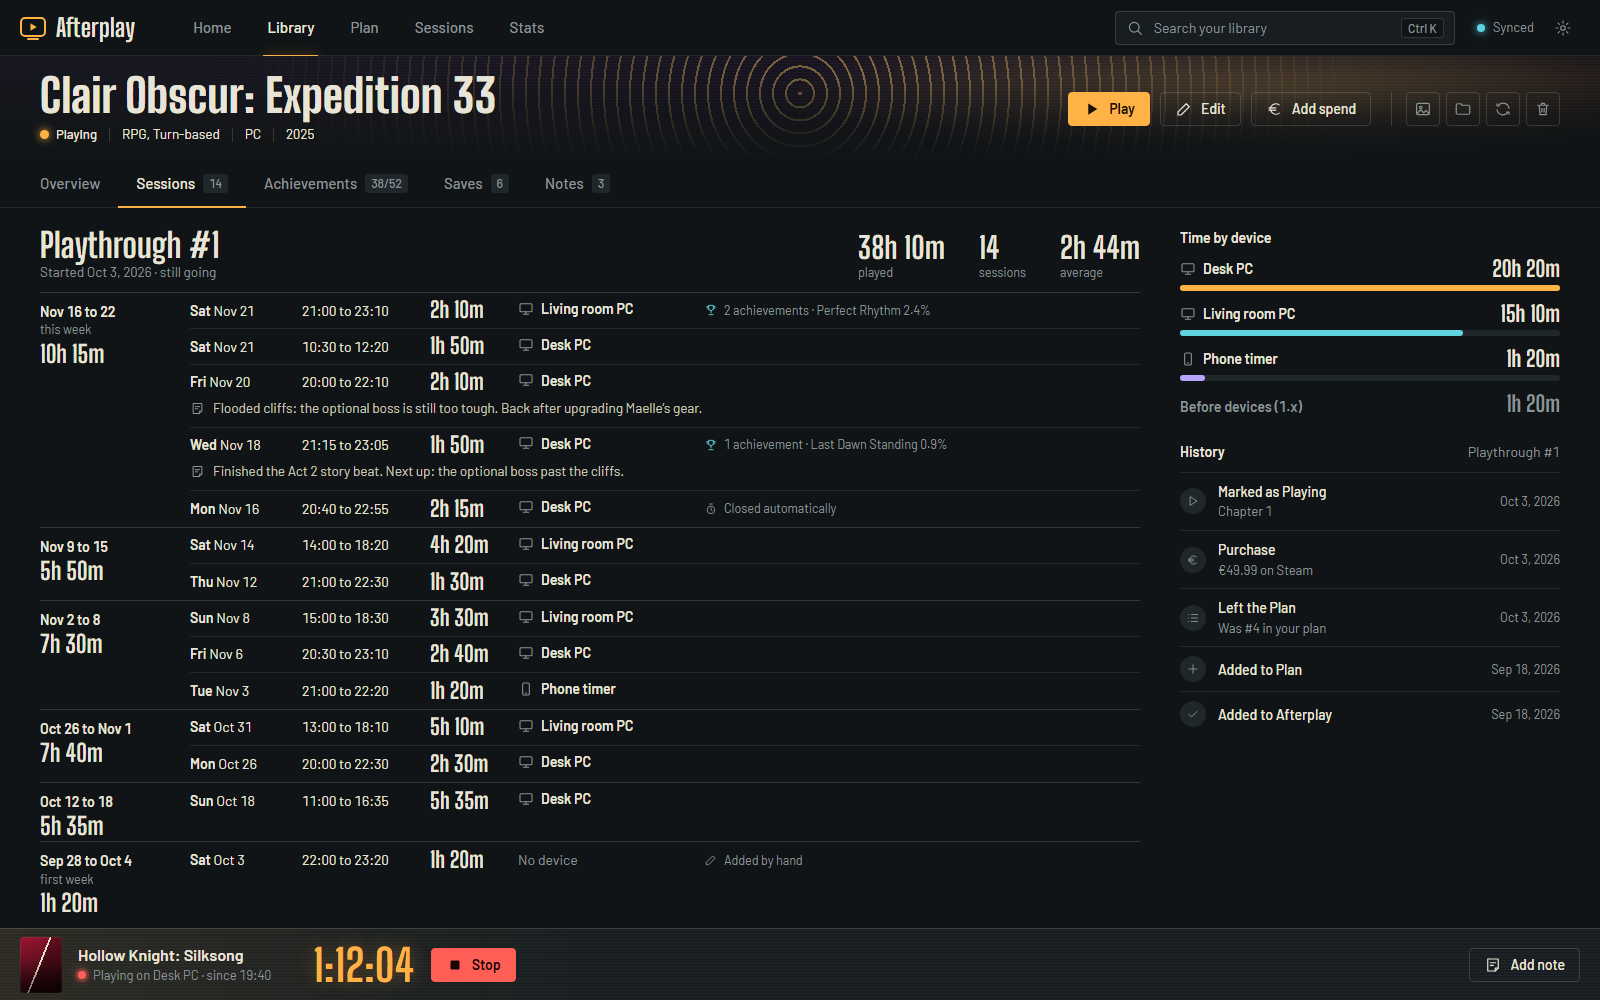 Afterplay
Home
Library
Plan
Sessions
Stats
Search your library
Ctrl K
Synced
Clair Obscur: Expedition 33
Playing
RPG, Turn-based
PC
2025
Play
Edit
Add spend
Overview
Sessions 14
Achievements 38/52
Saves 6
Notes 3
Playthrough #1
Started Oct 3, 2026 · still going
38h 10m
played
14
sessions
2h 44m
average
Nov 16 to 22
this week
10h 15m
Sat Nov 21 21:00 to 23:10 2h 10m Living room PC 2 achievements · Perfect Rhythm 2.4%
Sat Nov 21 10:30 to 12:20 1h 50m Desk PC
Fri Nov 20 20:00 to 22:10 2h 10m Desk PC
Flooded cliffs: the optional boss is still too tough. Back after upgrading Maelle's gear.
Wed Nov 18 21:15 to 23:05 1h 50m Desk PC 1 achievement · Last Dawn Standing 0.9%
Finished the Act 2 story beat. Next up: the optional boss past the cliffs.
Mon Nov 16 20:40 to 22:55 2h 15m Desk PC Closed automatically
Nov 9 to 15
5h 50m
Sat Nov 14 14:00 to 18:20 4h 20m Living room PC
Thu Nov 12 21:00 to 22:30 1h 30m Desk PC
Nov 2 to 8
7h 30m
Sun Nov 8 15:00 to 18:30 3h 30m Living room PC
Fri Nov 6 20:30 to 23:10 2h 40m Desk PC
Tue Nov 3 21:00 to 22:20 1h 20m Phone timer
Oct 26 to Nov 1
7h 40m
Sat Oct 31 13:00 to 18:10 5h 10m Living room PC
Mon Oct 26 20:00 to 22:30 2h 30m Desk PC
Oct 12 to 18
5h 35m
Sun Oct 18 11:00 to 16:35 5h 35m Desk PC
Sep 28 to Oct 4
first week
1h 20m
Sat Oct 3 22:00 to 23:20 1h 20m No device Added by hand
Time by device
Desk PC 20h 20m
Living room PC 15h 10m
Phone timer 1h 20m
Before devices (1.x) 1h 20m
History Playthrough #1
Marked as Playing
Chapter 1
Oct 3, 2026
Purchase
€49.99 on Steam
Oct 3, 2026
Left the Plan
Was #4 in your plan
Oct 3, 2026
Added to Plan Sep 18, 2026
Added to Afterplay Sep 18, 2026
Hollow Knight: Silksong
Playing on Desk PC · since 19:40
1:12:04
Stop
Add note